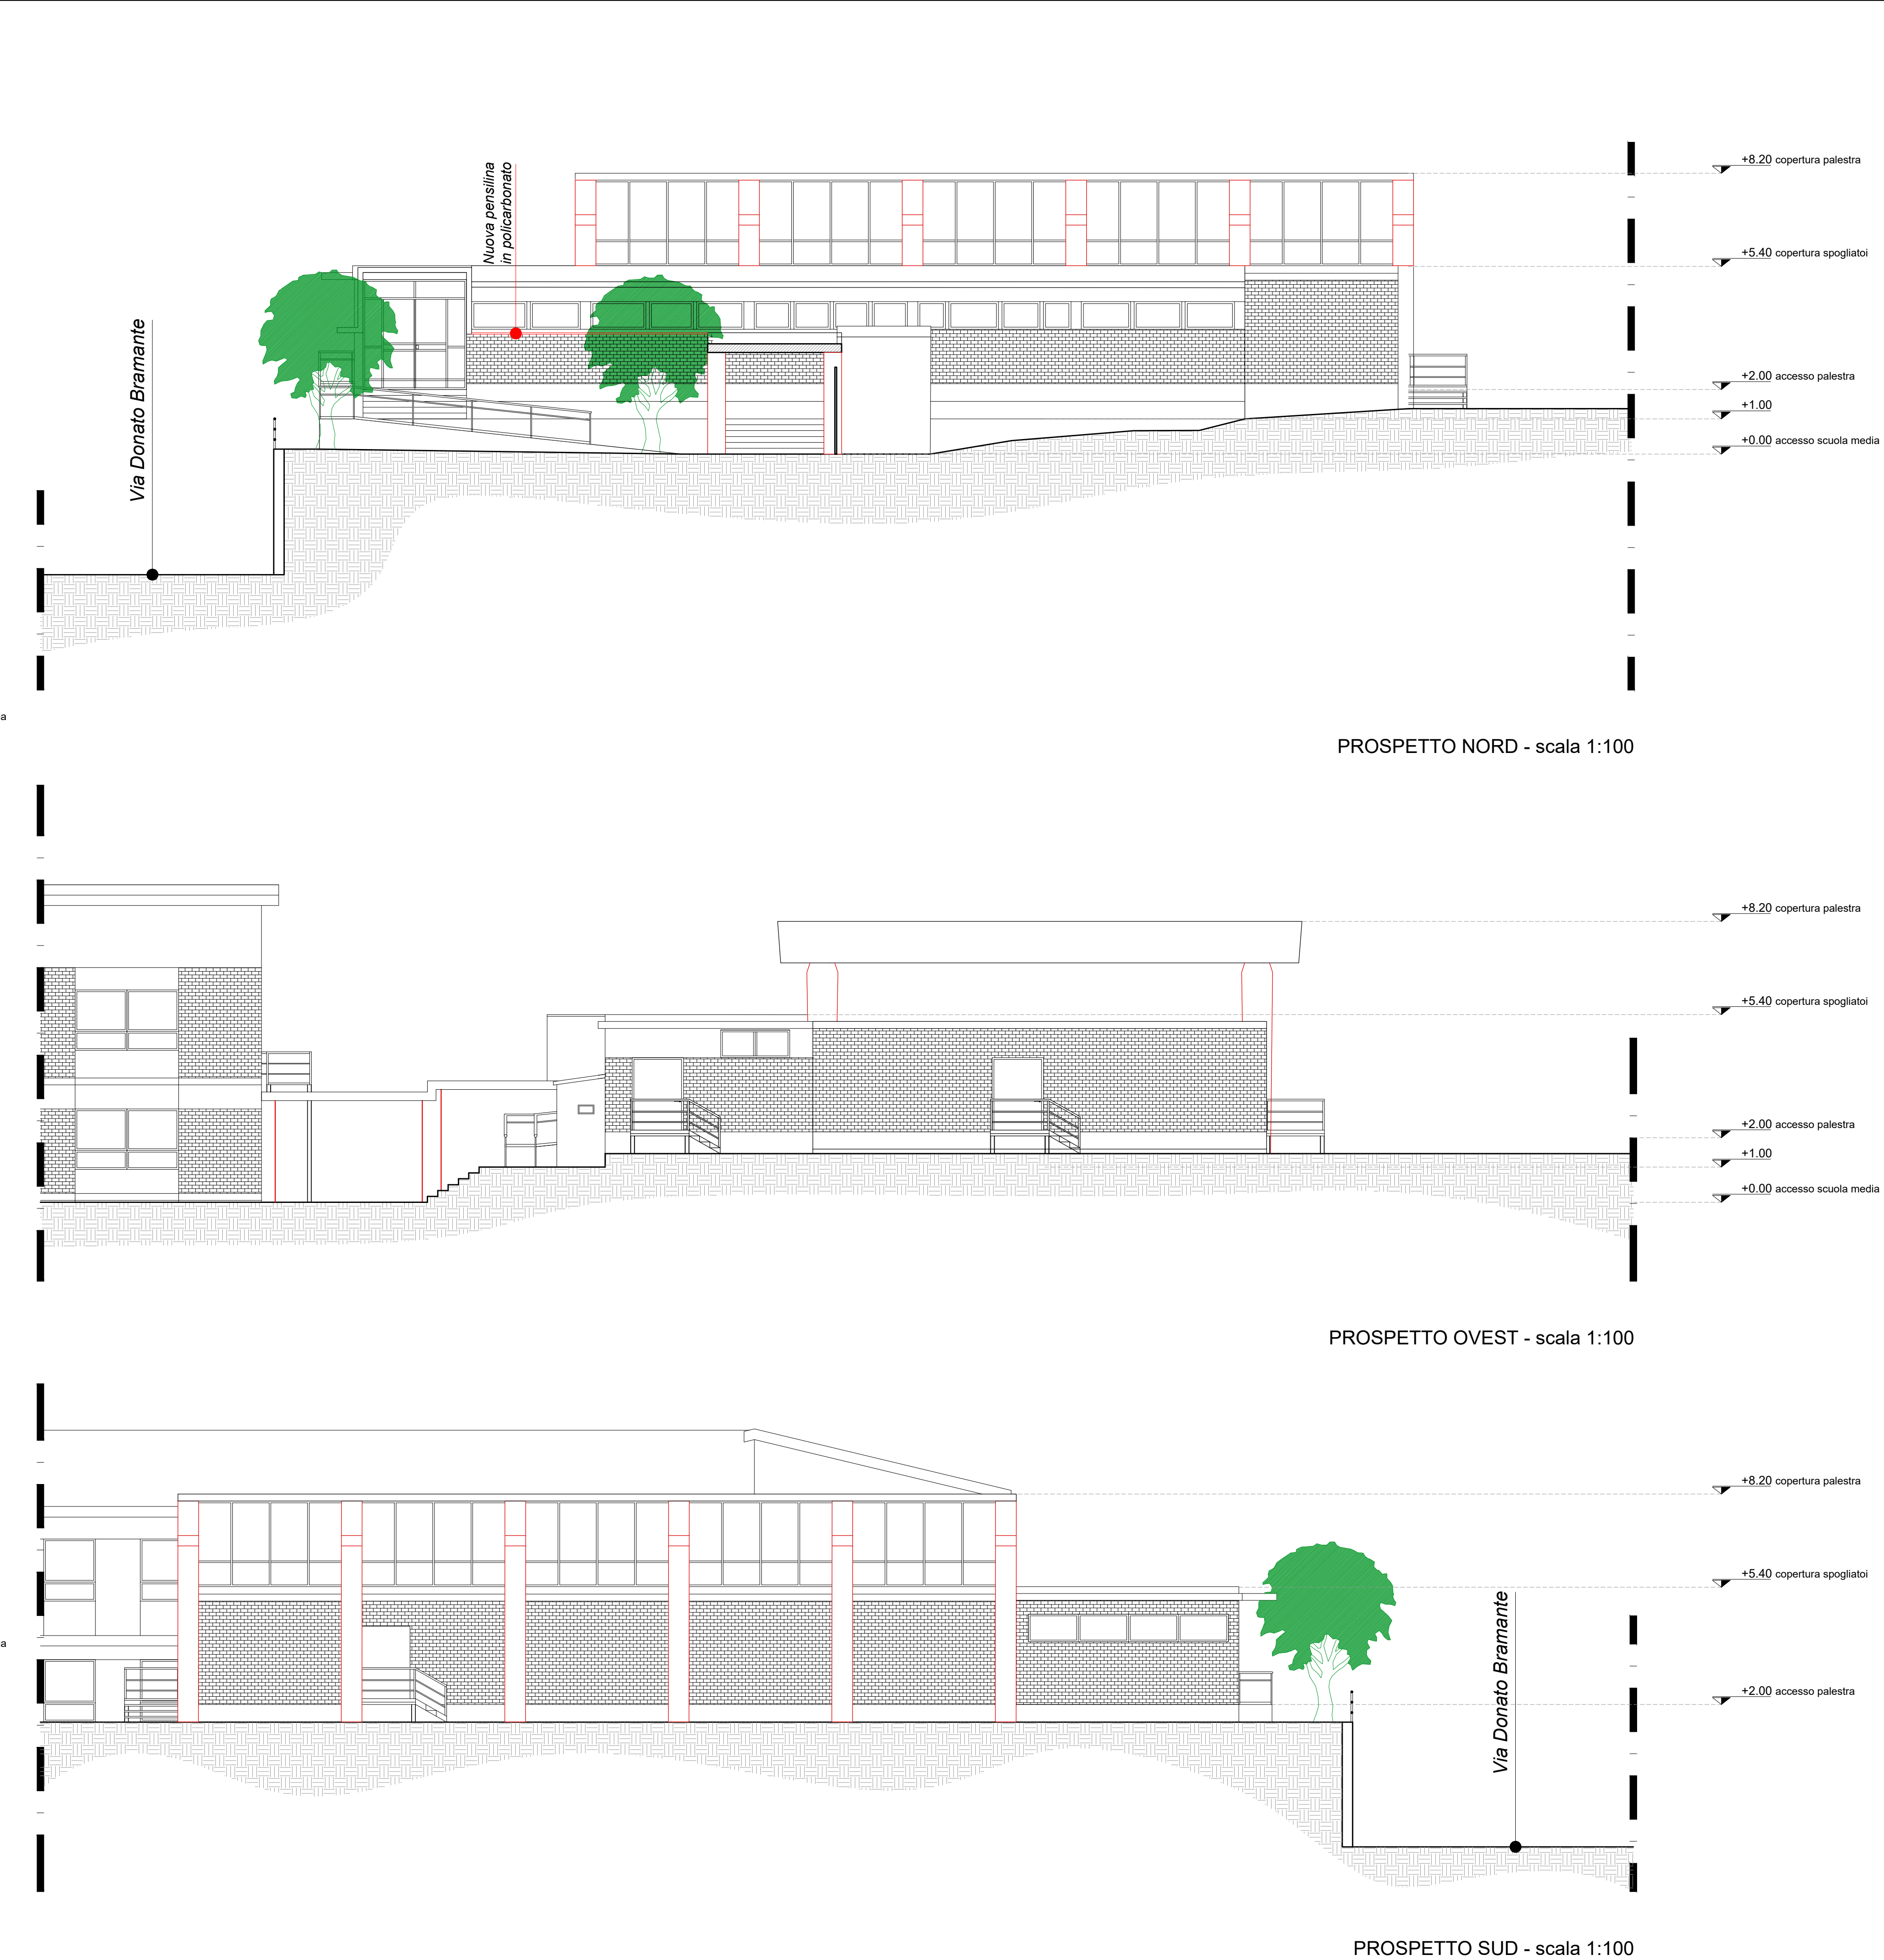 Nuova pensilina
in policarbonato
Via Donato Bramante
+8.20 copertura palestra
+5.40 copertura spogliatoi
+2.00 accesso palestra
+1.00
+0.00 accesso scuola media
a
PROSPETTO NORD - scala 1:100
+8.20 copertura palestra
+5.40 copertura spogliatoi
+2.00 accesso palestra
+1.00
+0.00 accesso scuola media
PROSPETTO OVEST - scala 1:100
+8.20 copertura palestra
+5.40 copertura spogliatoi
Via Donato Bramante
a
+2.00 accesso palestra
PROSPETTO SUD - scala 1:100